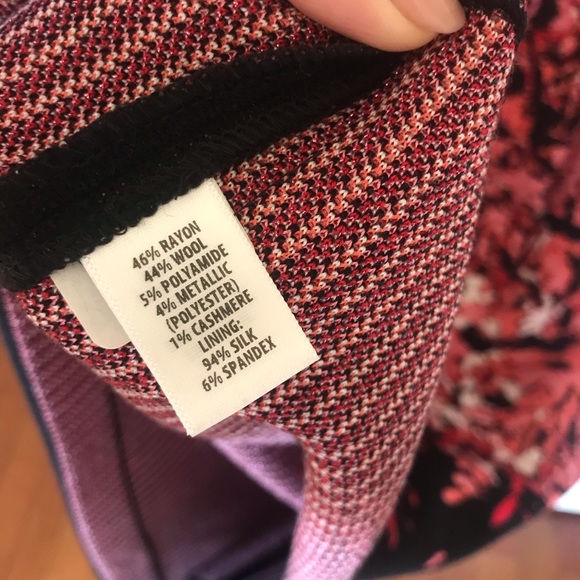 46% RAYON
44% WOOL
5% POLYAMIDE
4% METALLIC
(POLYESTER)
1% CASHMERE
LINING:
94% SILK
6% SPANDEX